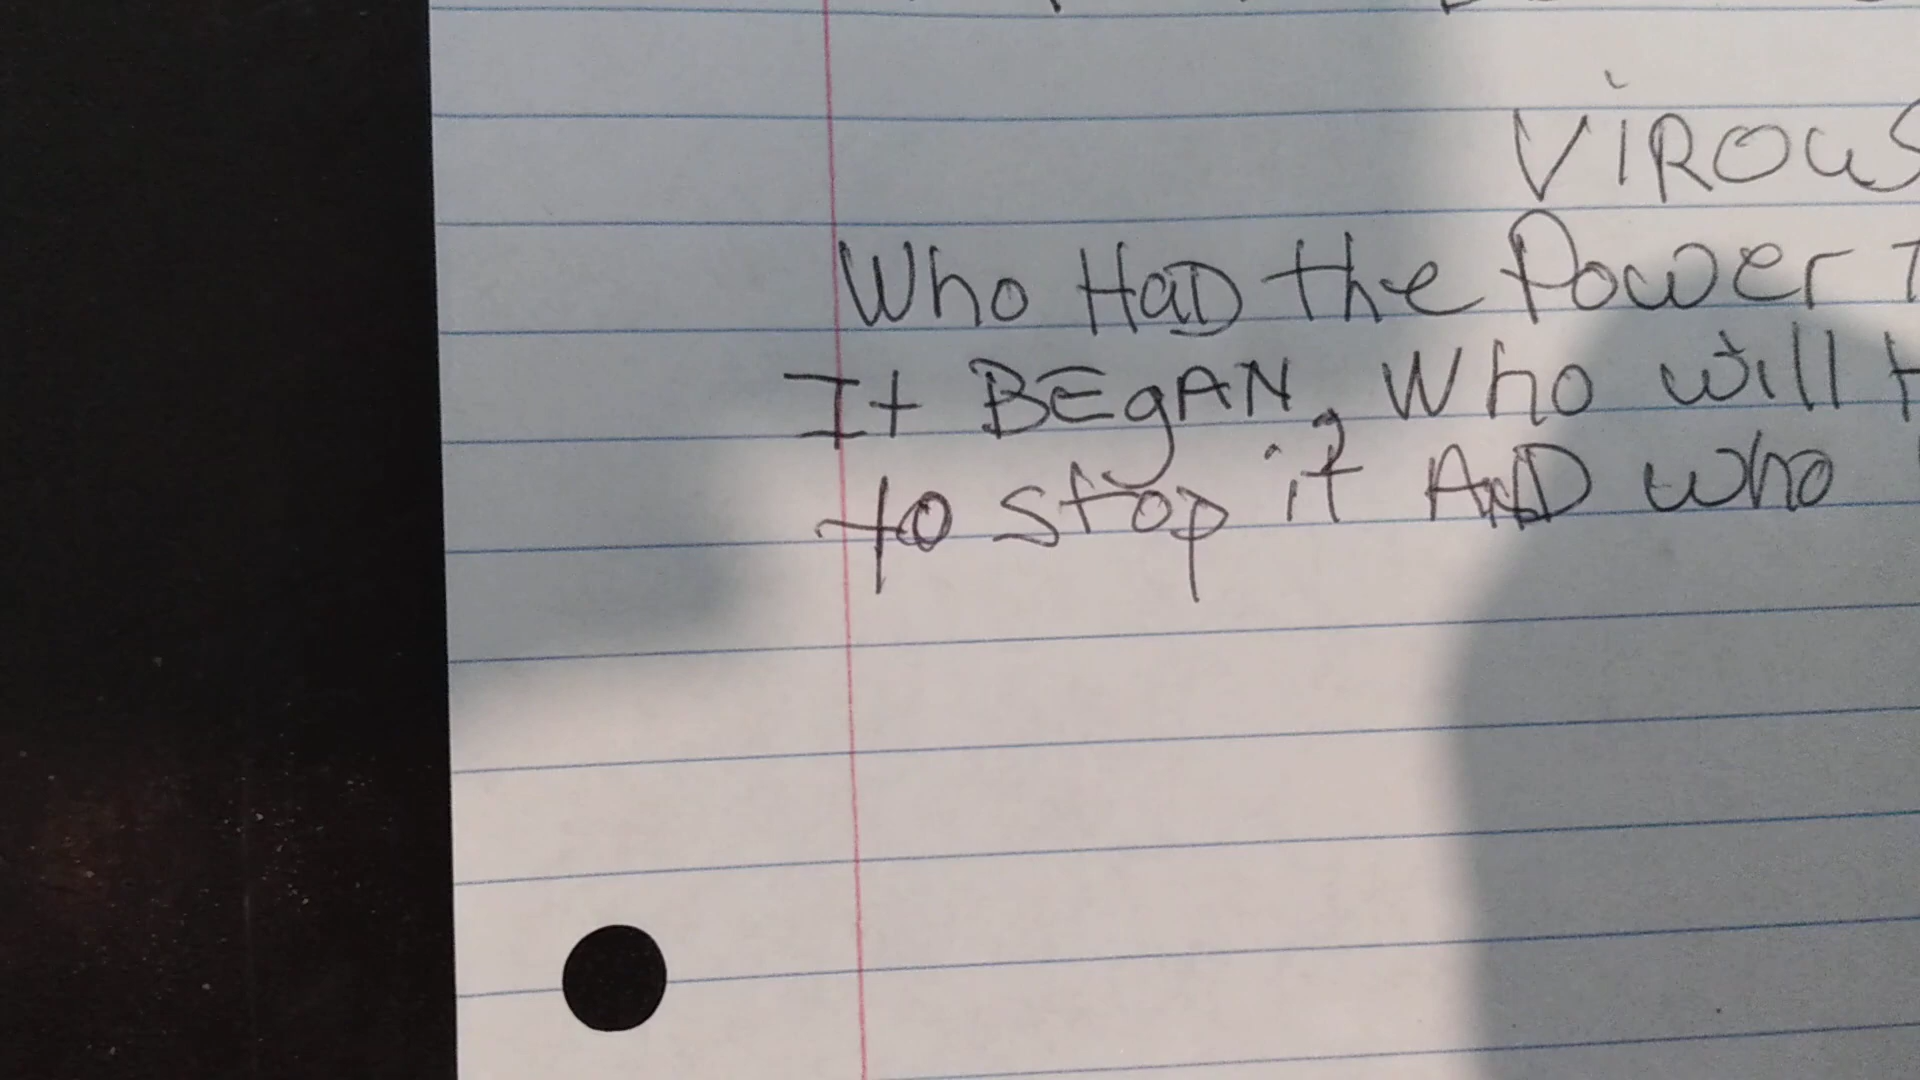 VIROUS
Who HaD the Power
It BEgAN, Who will
to stop it AND who